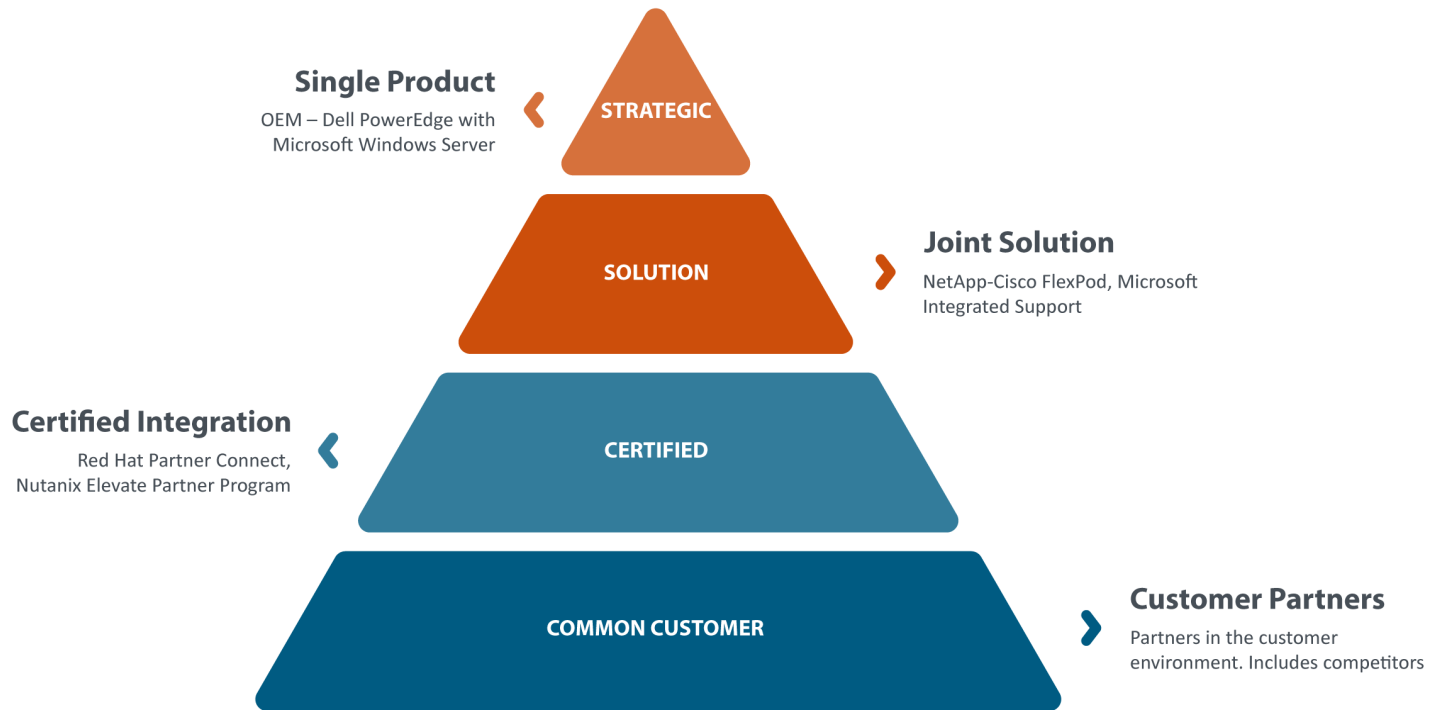 Single Product
OEM – Dell PowerEdge with
Microsoft Windows Server
STRATEGIC
SOLUTION
Joint Solution
NetApp-Cisco FlexPod, Microsoft
Integrated Support
Certified Integration
Red Hat Partner Connect,
Nutanix Elevate Partner Program
CERTIFIED
COMMON CUSTOMER
Customer Partners
Partners in the customer
environment. Includes competitors